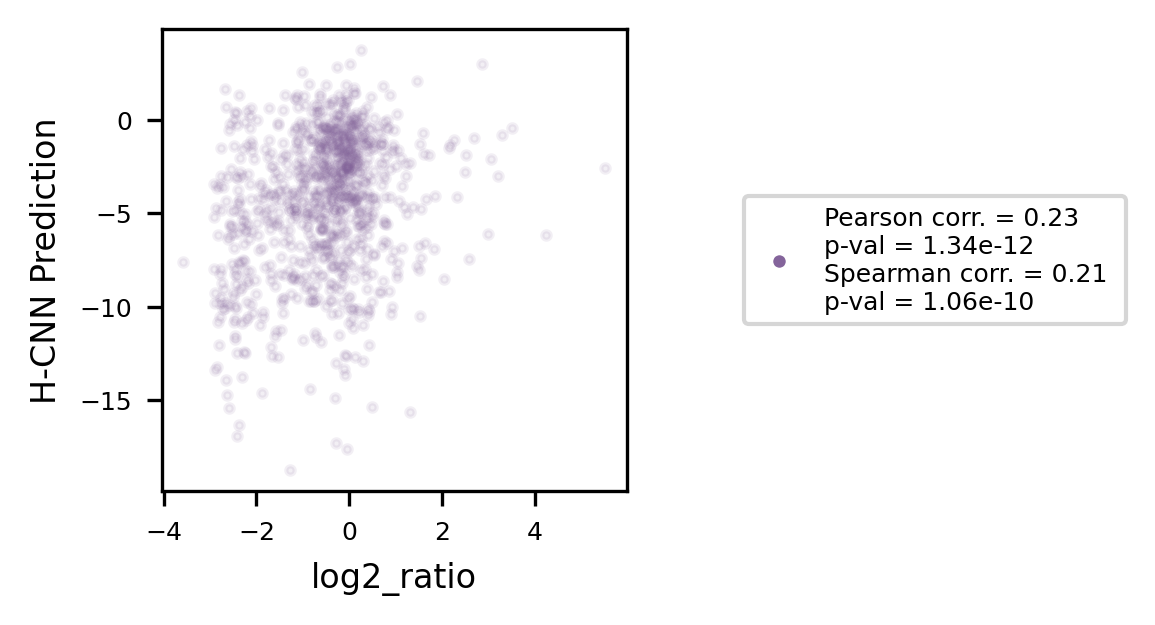 H-CNN Prediction
0
−5
−10
−15
−4
−2
0
2
4
log2_ratio
Pearson corr. = 0.23
p-val = 1.34e-12
Spearman corr. = 0.21
p-val = 1.06e-10